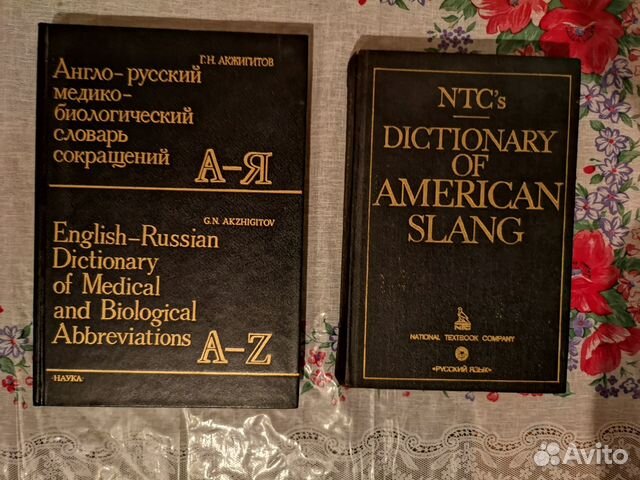 Г.Н. АКЖИГИТОВ
Англо-русский
медико-
биологический
словарь
сокращений
А-Я
G.N. AKZHIGITOV
English-Russian
Dictionary
of Medical
and Biological
Abbreviations
A-Z
·НАУКА·
NTC's
DICTIONARY
OF
AMERICAN
SLANG
NTC
NATIONAL TEXTBOOK COMPANY
«РУССКИЙ ЯЗЫК»
Avito